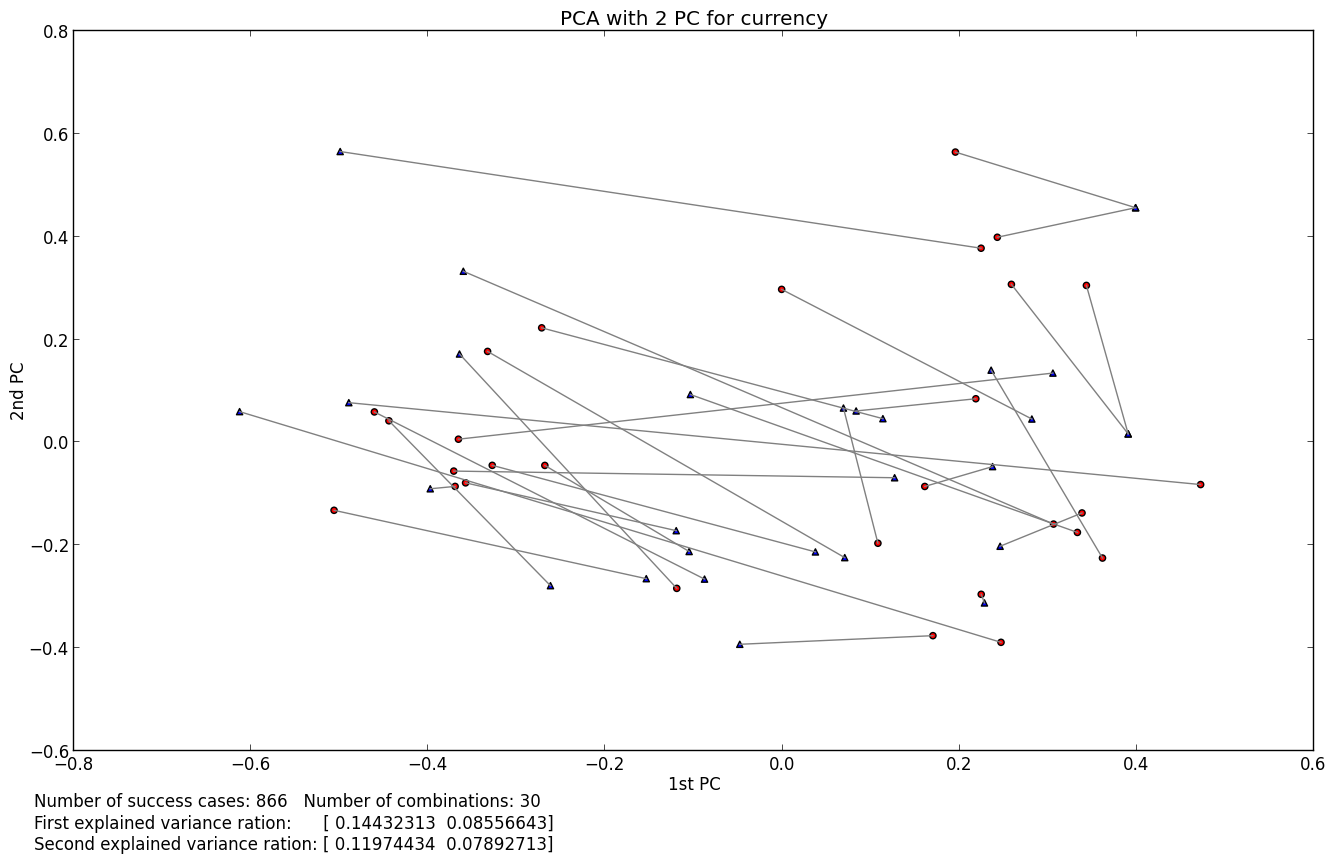 PCA with 2 PC for currency
0.8
0.6
0.4
0.2
0.0
−0.2
−0.4
−0.6
2nd PC
−0.8 −0.6 −0.4 −0.2 0.0 0.2 0.4 0.6
1st PC
Number of success cases: 866 Number of combinations: 30
First explained variance ration: [ 0.14432313 0.08556643]
Second explained variance ration: [ 0.11974434 0.07892713]